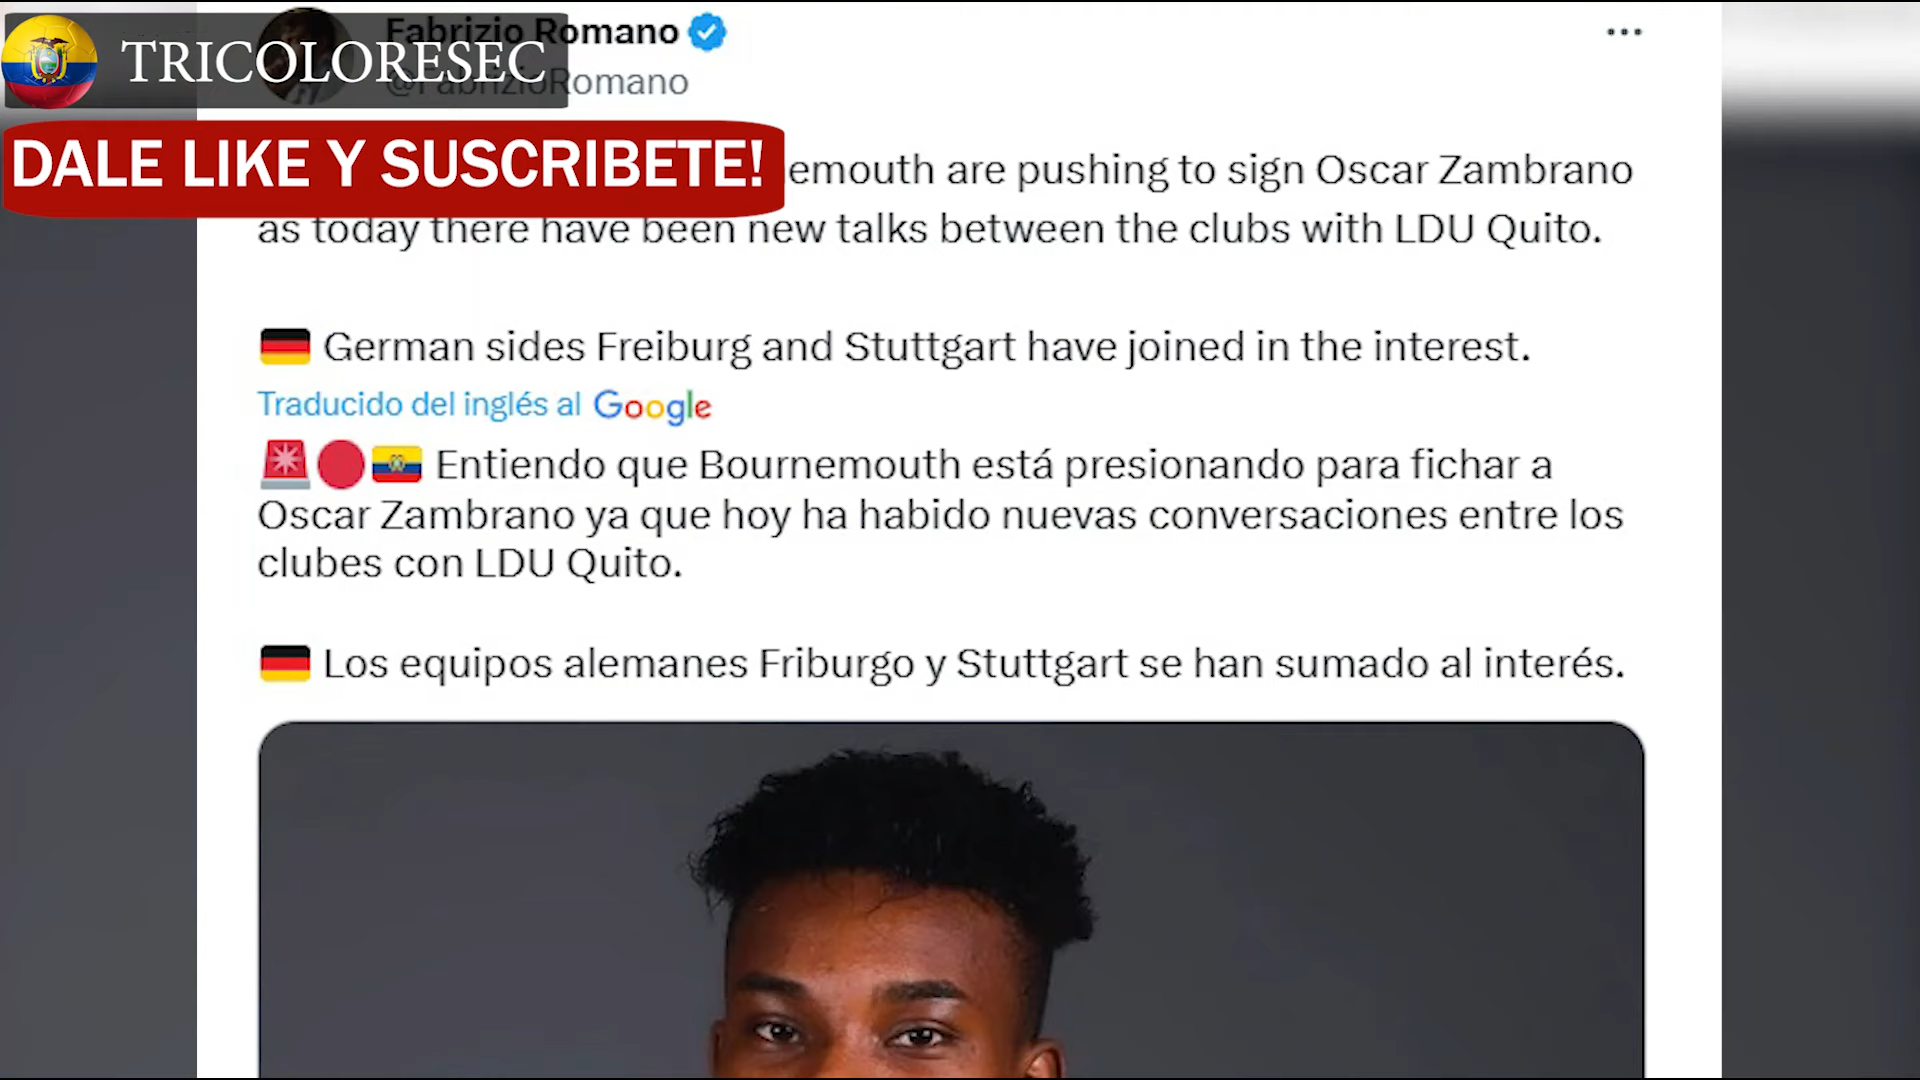 Fabrizio Romano
TRICOLORESEC
@FabrizioRomano
DALE LIKE Y SUSCRIBETE!
emouth are pushing to sign Oscar Zambrano
as today there have been new talks between the clubs with LDU Quito.
German sides Freiburg and Stuttgart have joined in the interest.
Traducido del inglés al Google
Entiendo que Bournemouth está presionando para fichar a
Oscar Zambrano ya que hoy ha habido nuevas conversaciones entre los
clubes con LDU Quito.
Los equipos alemanes Friburgo y Stuttgart se han sumado al interés.